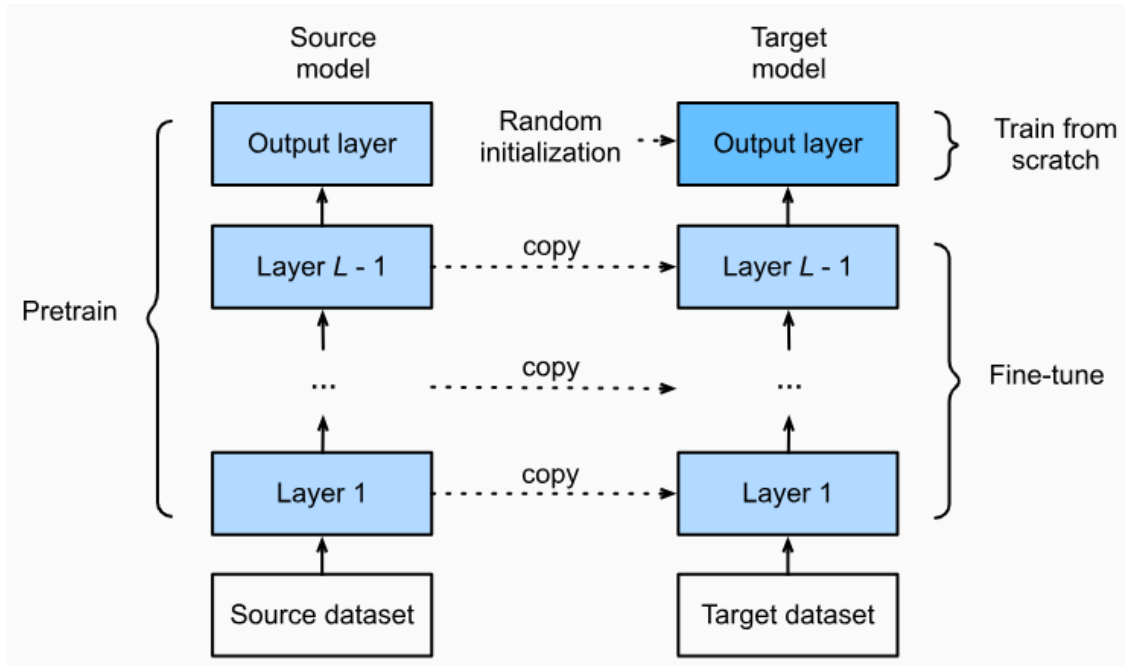 Source
model
Target
model
Output layer
Random
initialization
Output layer
Train from
scratch
Layer L - 1
copy
Layer L - 1
Pretrain
...
copy
...
Fine-tune
Layer 1
copy
Layer 1
Source dataset
Target dataset